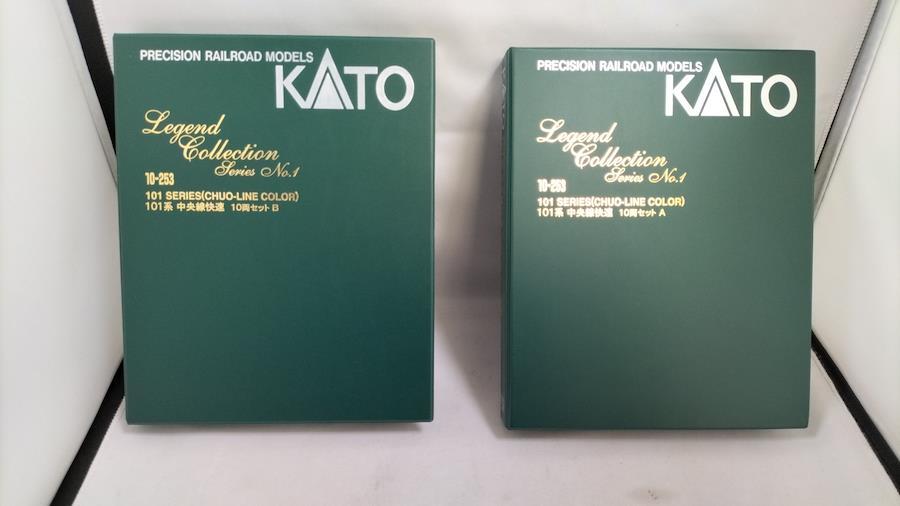 PRECISION RAILROAD MODELS
KATO
Legend
Collection
Series No.1
10-253
101 SERIES(CHUO-LINE COLOR)
101系 中央線快速 10両セット B
PRECISION RAILROAD MODELS
KATO
Legend
Collection
Series No.1
10-253
101 SERIES(CHUO-LINE COLOR)
101系 中央線快速 10両セット A